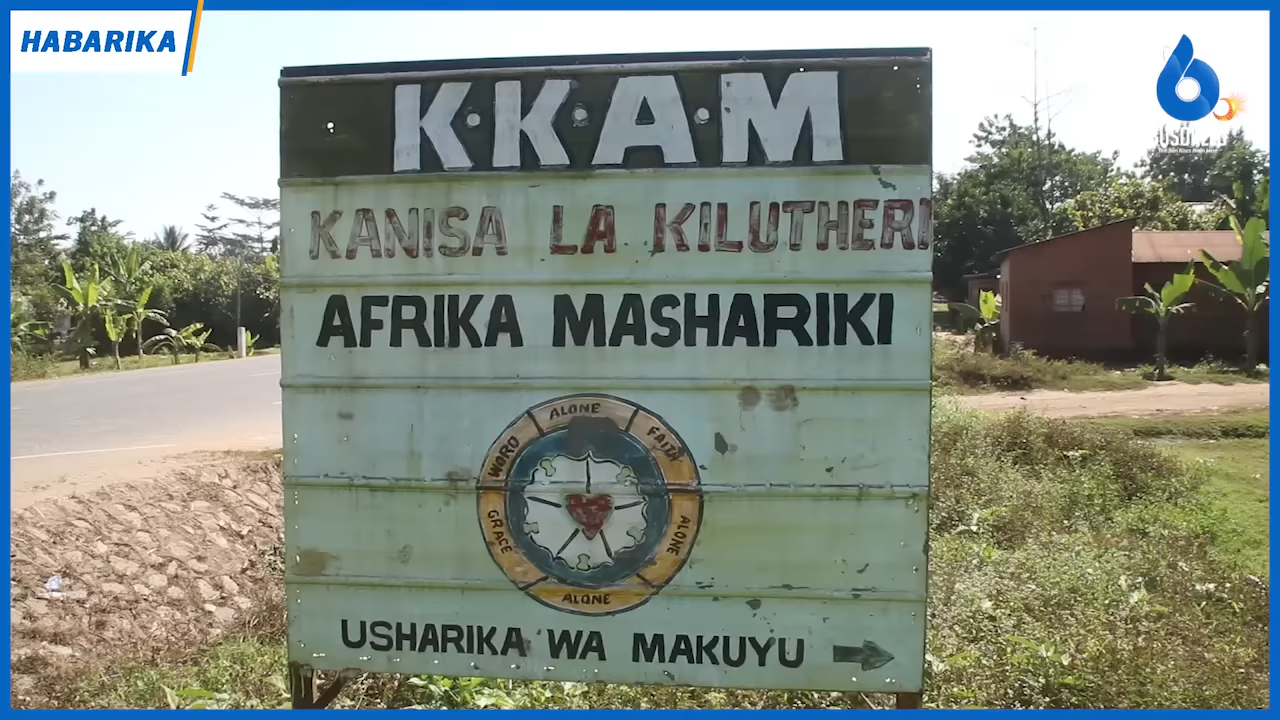 HABARIKA
K·K·A·M
KANISA LA KILUTHERI
AFRIKA MASHARIKI
WORD ALONE FAITH ALONE GRACE ALONE
USHARIKA WA MAKUYU